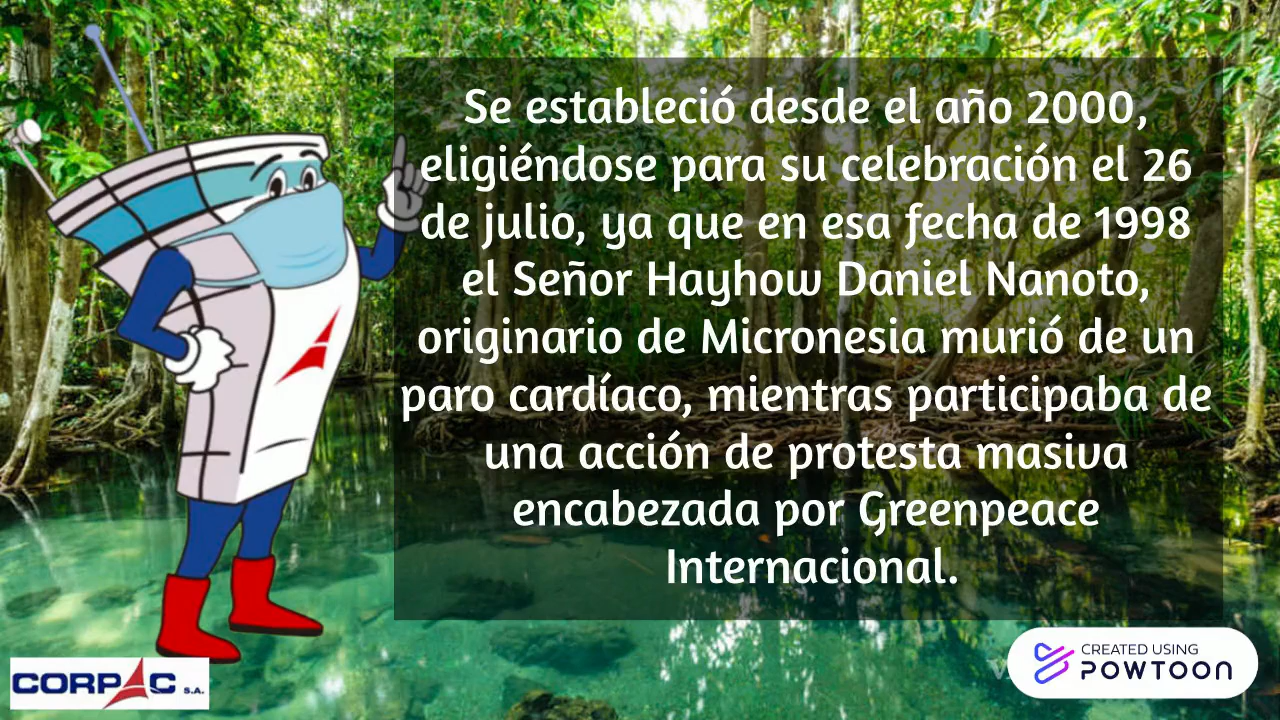 Se estableció desde el año 2000,
eligiéndose para su celebración el 26
de julio, ya que en esa fecha de 1998
el Señor Hayhow Daniel Nanoto,
originario de Micronesia murió de un
paro cardíaco, mientras participaba de
una acción de protesta masiva
encabezada por Greenpeace
Internacional.
CORPAC S.A.
CREATED USING
POWTOON